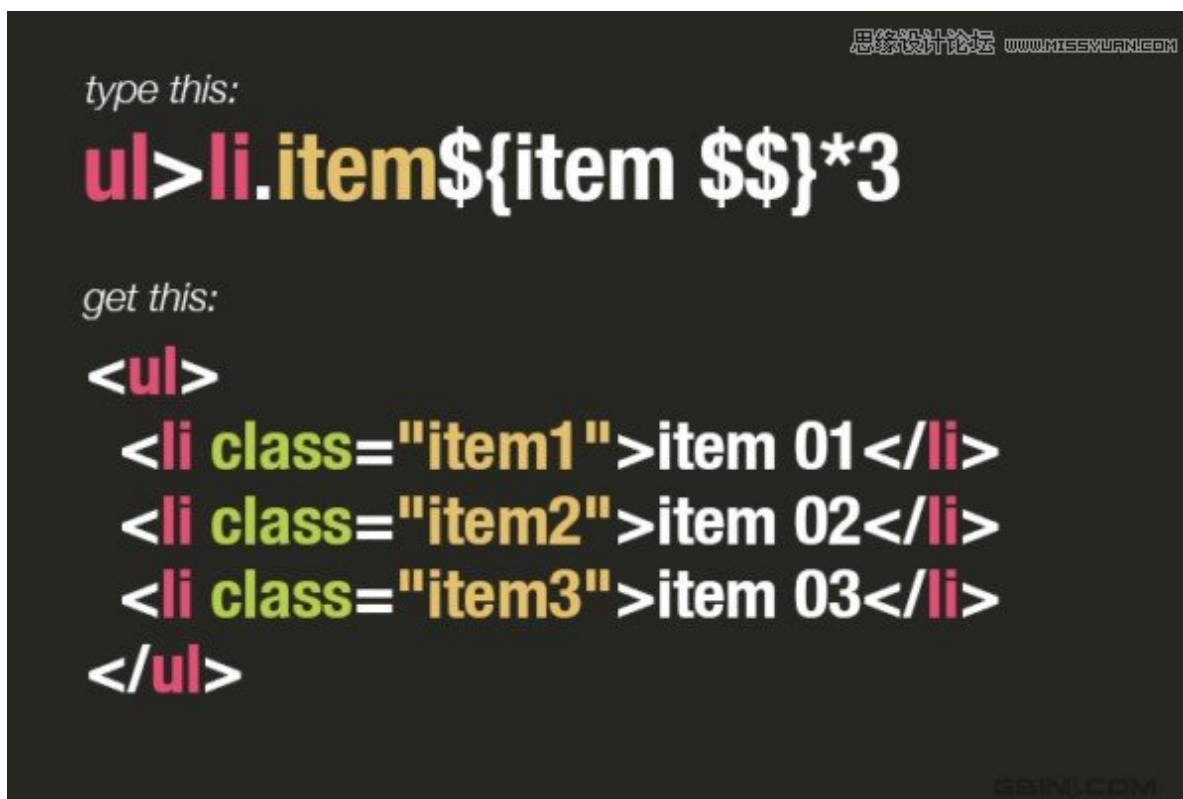 思缘设计论坛 WWW.MISSYUAN.COM
type this:
ul>li.item${item $$}*3
get this:
<ul>
<li class="item1">item 01</li>
<li class="item2">item 02</li>
<li class="item3">item 03</li>
</ul>